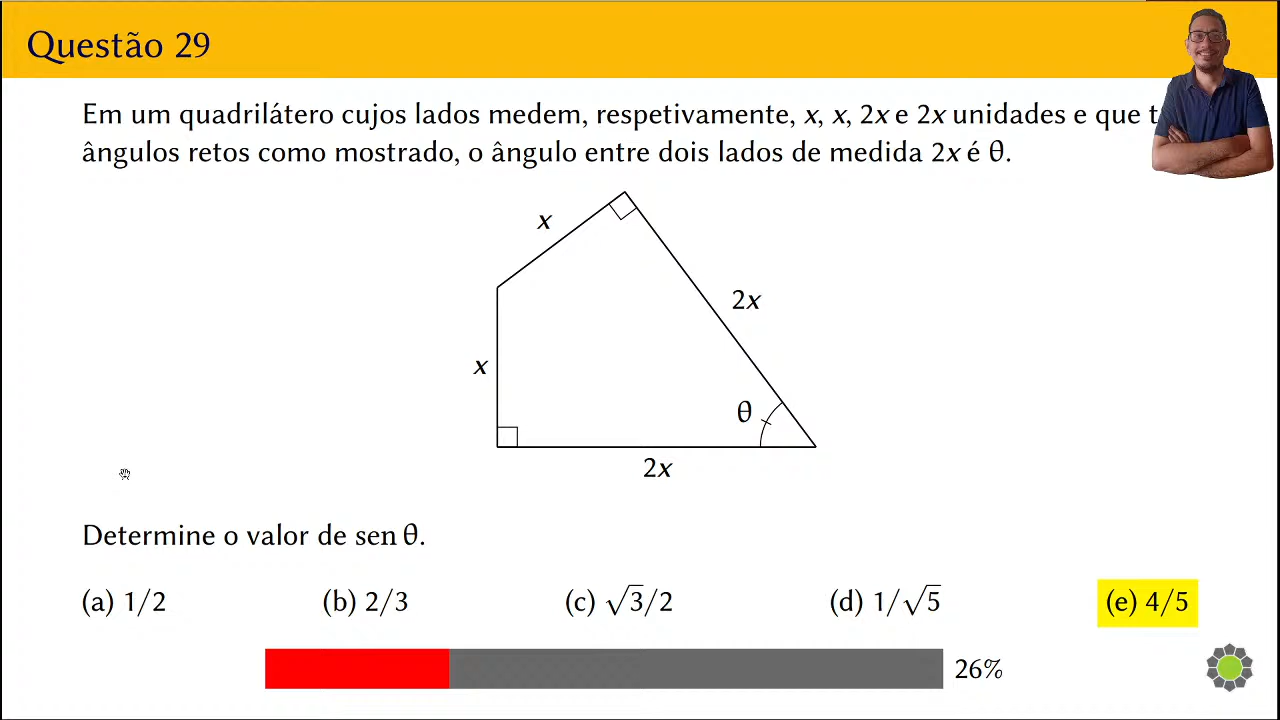 Questão 29
Em um quadrilátero cujos lados medem, respetivamente, x, x, 2x e 2x unidades e que
ângulos retos como mostrado, o ângulo entre dois lados de medida 2x é θ.
x
2x
x
θ
2x
Determine o valor de sen θ.
(a) 1/2 (b) 2/3 (c) √3/2 (d) 1/√5 (e) 4/5
26%